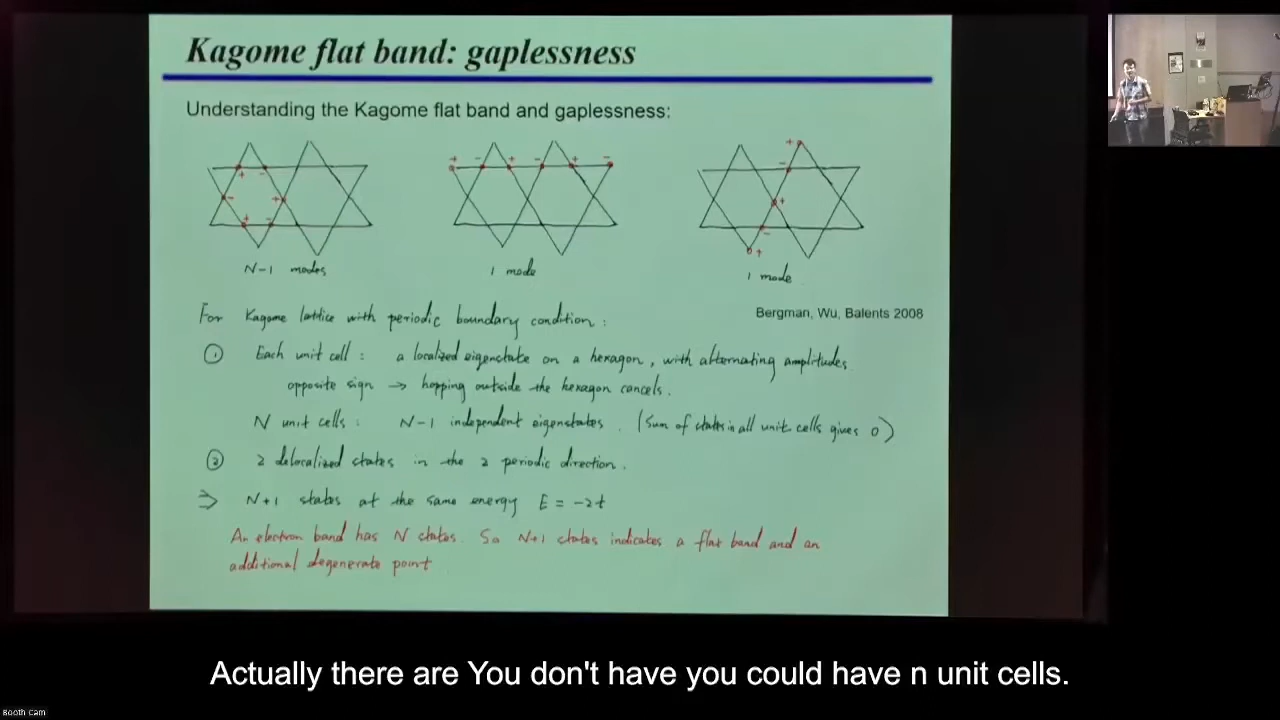 Kagome flat band: gaplessness
Understanding the Kagome flat band and gaplessness:
N-1 modes
1 mode
1 mode
Bergman, Wu, Balents 2008
For Kagome lattice with periodic boundary condition :
① Each unit cell : a localized eigenstate on a hexagon, with alternating amplitudes.
opposite sign → hopping outside the hexagon cancels.
N unit cells : N-1 independent eigenstates. (Sum of states in all unit cells gives 0)
② 2 delocalized states in the 2 periodic direction.
⇒ N+1 states at the same energy E = -2t
An electron band has N states. So N+1 states indicates a flat band and an
additional degenerate point
Actually there are You don't have you could have n unit cells.
Booth Cam